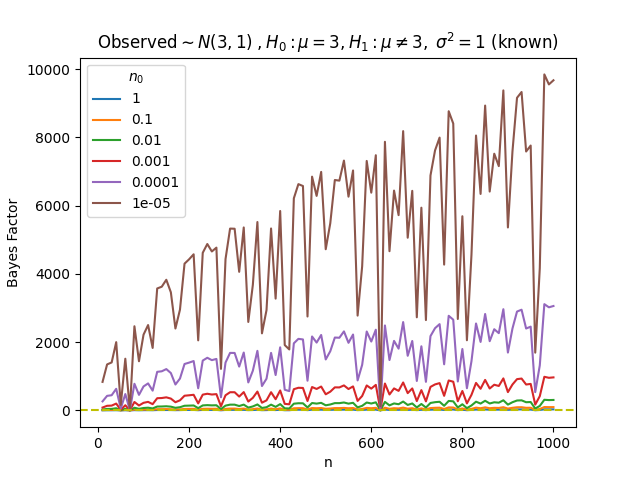 Observed ~ N(3, 1) , H₀ : μ = 3, H₁ : μ ≠ 3, σ² = 1 (known)
n₀
1
0.1
0.01
0.001
0.0001
1e-05
10000
8000
6000
4000
2000
0
Bayes Factor
0 200 400 600 800 1000
n